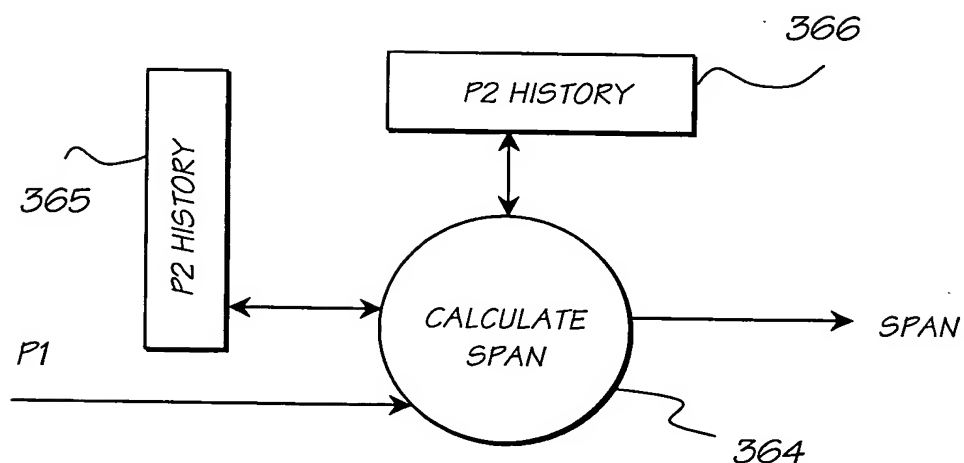 366
P2 HISTORY
P2 HISTORY
365
CALCULATE
SPAN
SPAN
P1
364